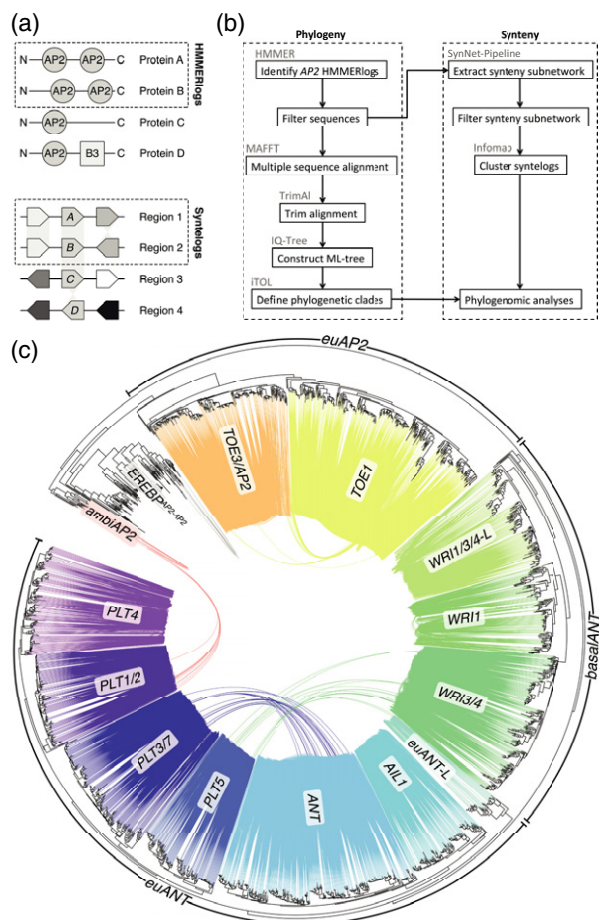 (a)
N AP2 AP2 C Protein A
N AP2 AP2 C Protein B
HMMERlogs
N AP2 C Protein C
N AP2 B3 C Protein D
A Region 1
B Region 2
Syntelogs
C Region 3
D Region 4
(b)
Phylogeny
HMMER
Identify AP2 HMMERlogs
Filter sequences
MAFFT
Multiple sequence alignment
TrimAl
Trim alignment
IQ-Tree
Construct ML-tree
iTOL
Define phylogenetic clades
Synteny
SynNet-Pipeline
Extract synteny subnetwork
Filter synteny subnetwork
Infomap
Cluster syntelogs
Phylogenomic analyses
(c)
euAP2
TOE3/AP2
TOE1
EREBP AP2-AP2
ambiAP2
WRI1/3/4-L
WRI1
basalANT
WRI3/4
euANT-L
AIL1
ANT
PLT5
PLT3/7
PLT1/2
PLT4
euANT